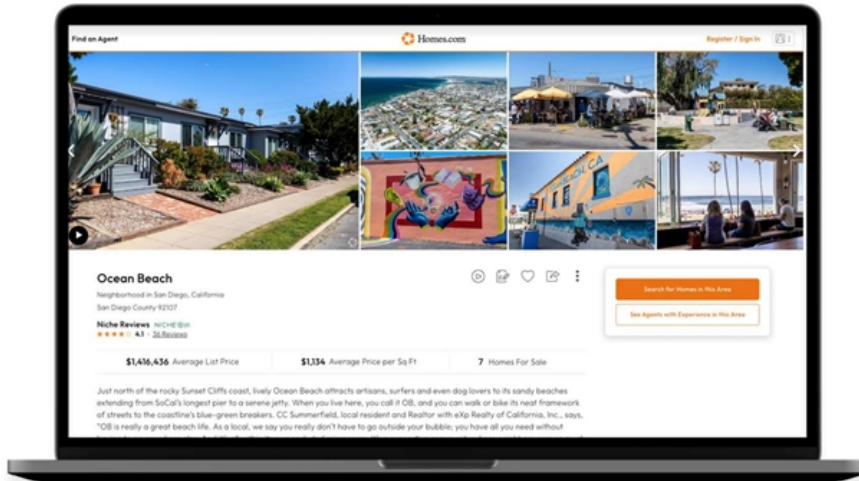 Find an Agent
Homes.com
Register / Sign In
BEACH, CA
Ocean Beach
Neighborhood in San Diego, California
San Diego County 92107
Niche Reviews NICHE
4.1 · 36 Reviews
$1,416,436 Average List Price
$1,134 Average Price per Sq Ft
7 Homes For Sale
Search for Homes in this Area
See Agents with Experience in this Area
Just north of the rocky Sunset Cliffs coast, lively Ocean Beach attracts artisans, surfers and even dog lovers to its sandy beaches
extending from SoCal's longest pier to a serene jetty. When you live here, you call it OB, and you can walk or bike its neat framework
of streets to the coastline's blue-green breakers. CC Summerfield, local resident and Realtor with eXp Realty of California, Inc., says,
"OB is really a great beach life. As a local, we say you really don't have to go outside your bubble; you have all you need without